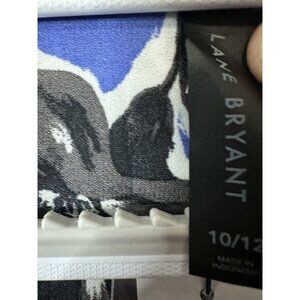 LANE BRYANT
10/12
MADE IN
INDONESIA